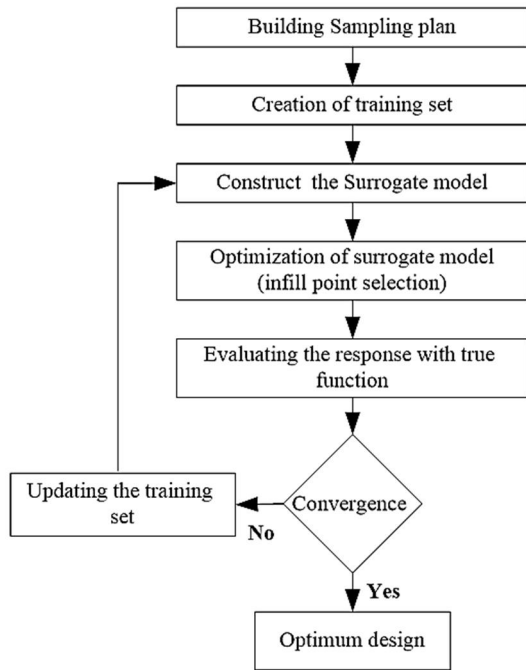 Building Sampling plan
Creation of training set
Construct the Surrogate model
Optimization of surrogate model
(infill point selection)
Evaluating the response with true
function
Convergence
Updating the training
set
No
Yes
Optimum design